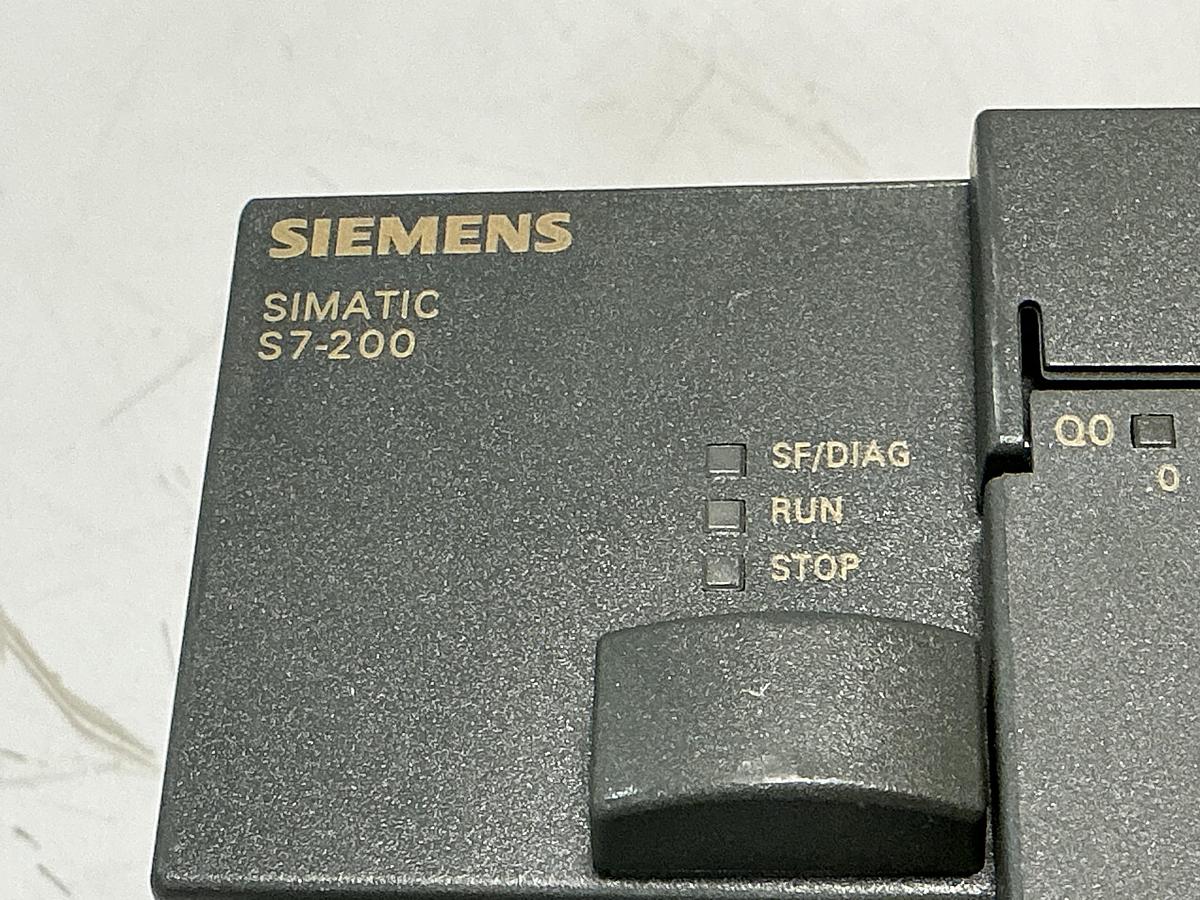 SIEMENS
SIMATIC
S7-200
SF/DIAG
RUN
STOP
Q0
.0